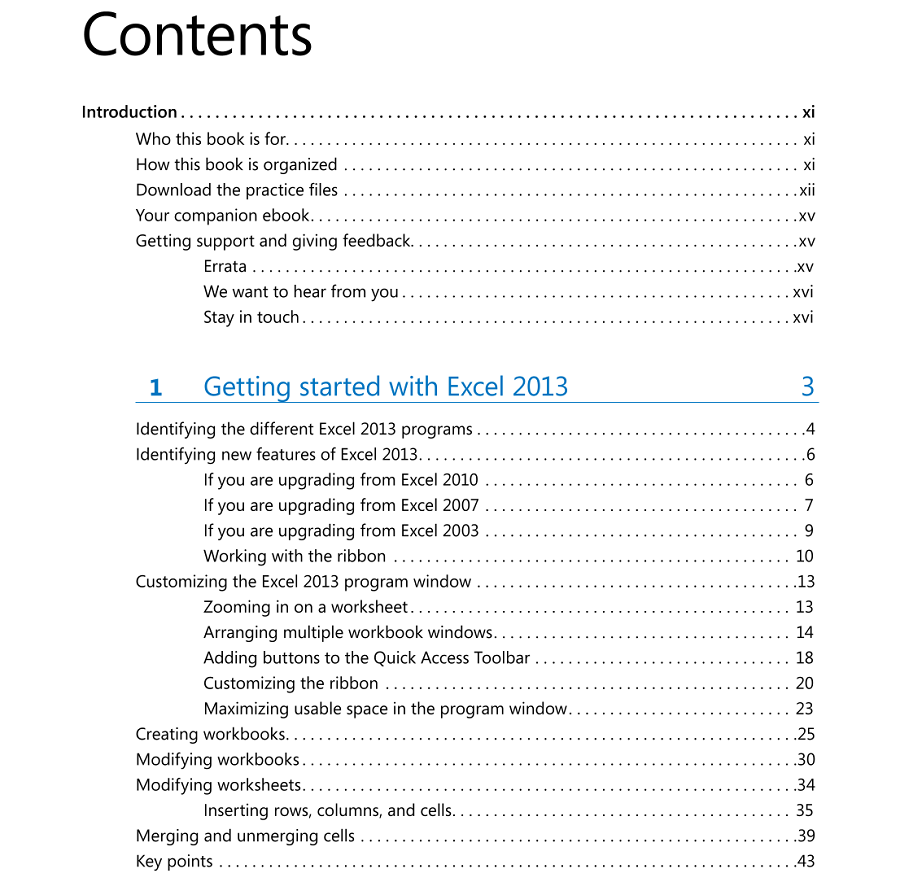 Contents
Introduction . . . . . . . . . . . . . . . . . . . . . . . . . . . . . . . . . . . . . . . . xi
Who this book is for. . . . . . . . . . . . . . . . . . . . . . . . . . . . . . . . . . . . xi
How this book is organized . . . . . . . . . . . . . . . . . . . . . . . . . . . . . . . . xi
Download the practice files . . . . . . . . . . . . . . . . . . . . . . . . . . . . . . . .xii
Your companion ebook. . . . . . . . . . . . . . . . . . . . . . . . . . . . . . . . . . .xv
Getting support and giving feedback. . . . . . . . . . . . . . . . . . . . . . . . . . .xv
Errata . . . . . . . . . . . . . . . . . . . . . . . . . . . . . . . . . . . . . . . .xv
We want to hear from you . . . . . . . . . . . . . . . . . . . . . . . . . . . . . . xvi
Stay in touch . . . . . . . . . . . . . . . . . . . . . . . . . . . . . . . . . . . . xvi
1 Getting started with Excel 2013 3
Identifying the different Excel 2013 programs . . . . . . . . . . . . . . . . . . . . . .4
Identifying new features of Excel 2013. . . . . . . . . . . . . . . . . . . . . . . . . .6
If you are upgrading from Excel 2010 . . . . . . . . . . . . . . . . . . . . . . . . 6
If you are upgrading from Excel 2007 . . . . . . . . . . . . . . . . . . . . . . . . 7
If you are upgrading from Excel 2003 . . . . . . . . . . . . . . . . . . . . . . . . 9
Working with the ribbon . . . . . . . . . . . . . . . . . . . . . . . . . . . . . . 10
Customizing the Excel 2013 program window . . . . . . . . . . . . . . . . . . . . . .13
Zooming in on a worksheet . . . . . . . . . . . . . . . . . . . . . . . . . . . . . 13
Arranging multiple workbook windows. . . . . . . . . . . . . . . . . . . . . . . . 14
Adding buttons to the Quick Access Toolbar . . . . . . . . . . . . . . . . . . . . . 18
Customizing the ribbon . . . . . . . . . . . . . . . . . . . . . . . . . . . . . . . 20
Maximizing usable space in the program window. . . . . . . . . . . . . . . . . . . 23
Creating workbooks. . . . . . . . . . . . . . . . . . . . . . . . . . . . . . . . . . . .25
Modifying workbooks . . . . . . . . . . . . . . . . . . . . . . . . . . . . . . . . . . .30
Modifying worksheets. . . . . . . . . . . . . . . . . . . . . . . . . . . . . . . . . . .34
Inserting rows, columns, and cells. . . . . . . . . . . . . . . . . . . . . . . . . . 35
Merging and unmerging cells . . . . . . . . . . . . . . . . . . . . . . . . . . . . . . .39
Key points . . . . . . . . . . . . . . . . . . . . . . . . . . . . . . . . . . . . . . . .43